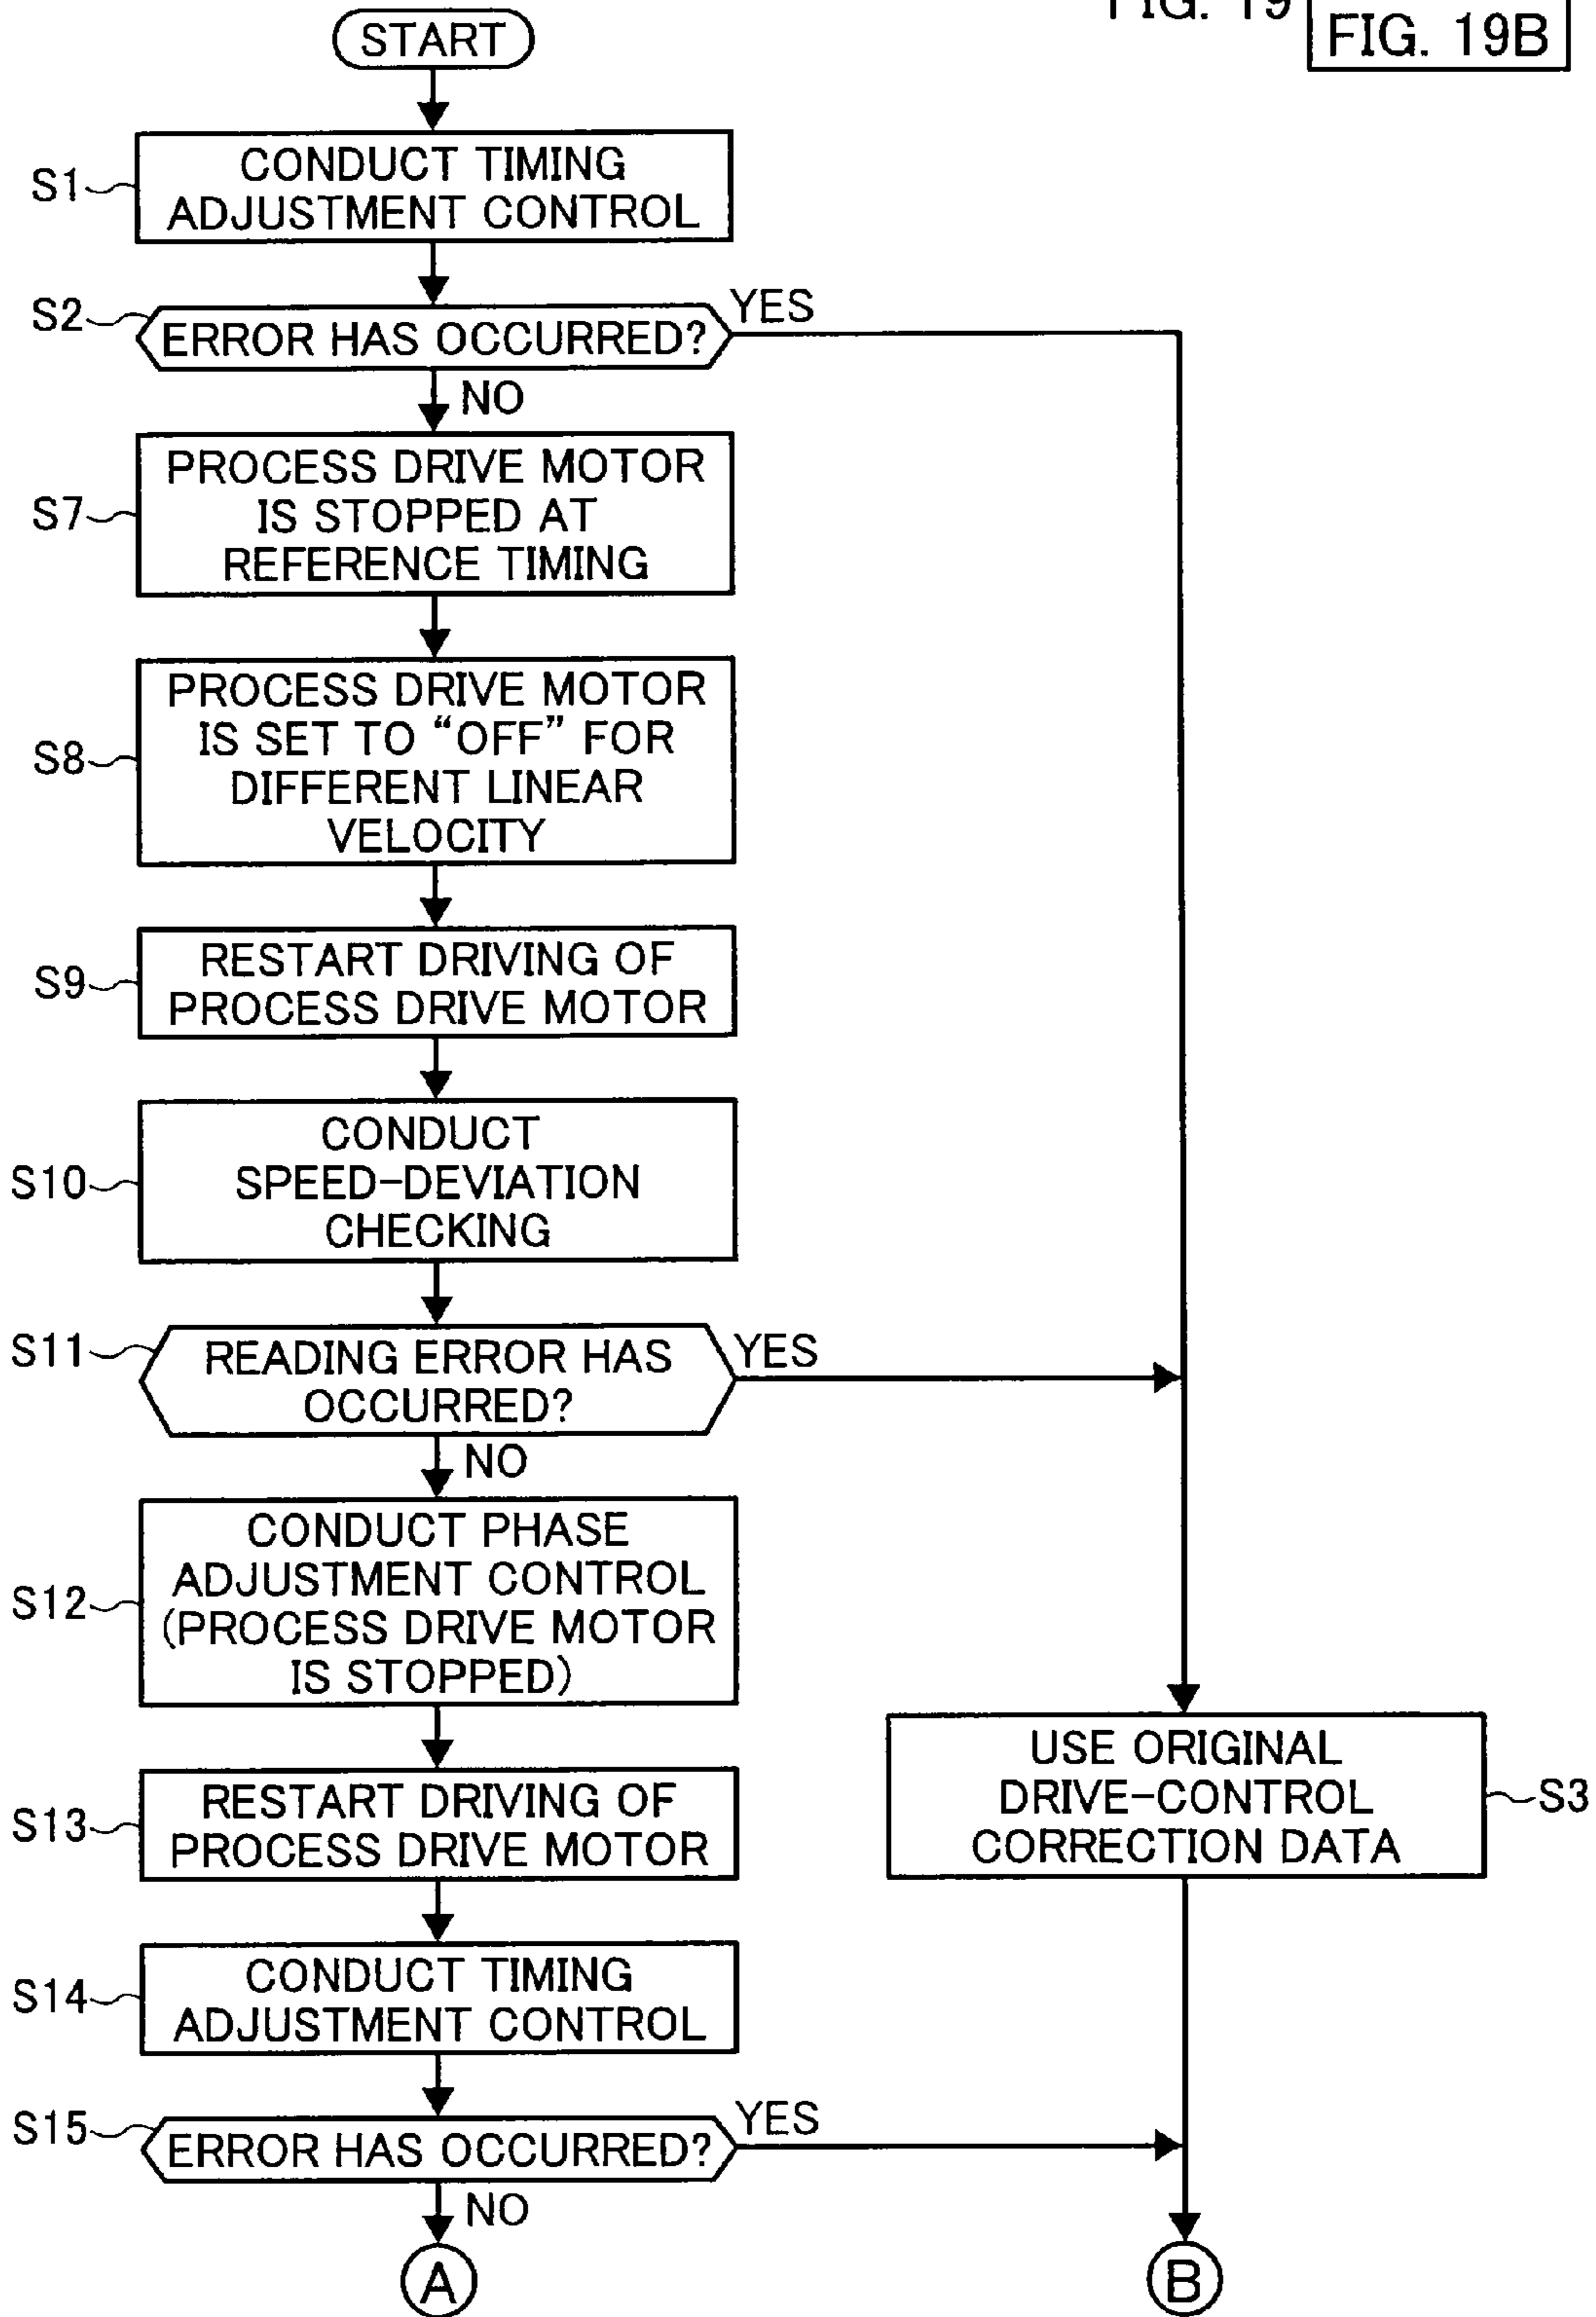 FIG. 19
FIG. 19B
START
S1
CONDUCT TIMING
ADJUSTMENT CONTROL
S2
ERROR HAS OCCURRED?
YES
NO
S7
PROCESS DRIVE MOTOR
IS STOPPED AT
REFERENCE TIMING
S8
PROCESS DRIVE MOTOR
IS SET TO “OFF” FOR
DIFFERENT LINEAR
VELOCITY
S9
RESTART DRIVING OF
PROCESS DRIVE MOTOR
S10
CONDUCT
SPEED-DEVIATION
CHECKING
S11
READING ERROR HAS
OCCURRED?
YES
NO
S12
CONDUCT PHASE
ADJUSTMENT CONTROL
(PROCESS DRIVE MOTOR
IS STOPPED)
USE ORIGINAL
DRIVE-CONTROL
CORRECTION DATA
S3
S13
RESTART DRIVING OF
PROCESS DRIVE MOTOR
S14
CONDUCT TIMING
ADJUSTMENT CONTROL
S15
ERROR HAS OCCURRED?
YES
NO
A
B